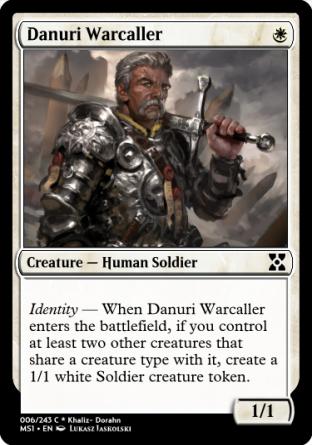 Danuri Warcaller
Creature — Human Soldier
Identity — When Danuri Warcaller
enters the battlefield, if you control
at least two other creatures that
share a creature type with it, create a
1/1 white Soldier creature token.
1/1
006/243 C * Khaliz- Dorahn
MS1 • EN Lukasz Jaskolski